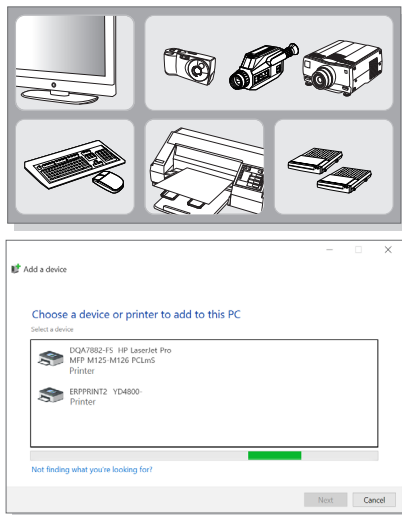 Add a device
Choose a device or printer to add to this PC
Select a device
DQA7882-F5 HP LaserJet Pro
MFP M125-M126 PCLmS
Printer
ERPPRINT2 YD4800-
Printer
Not finding what you're looking for?
Next
Cancel